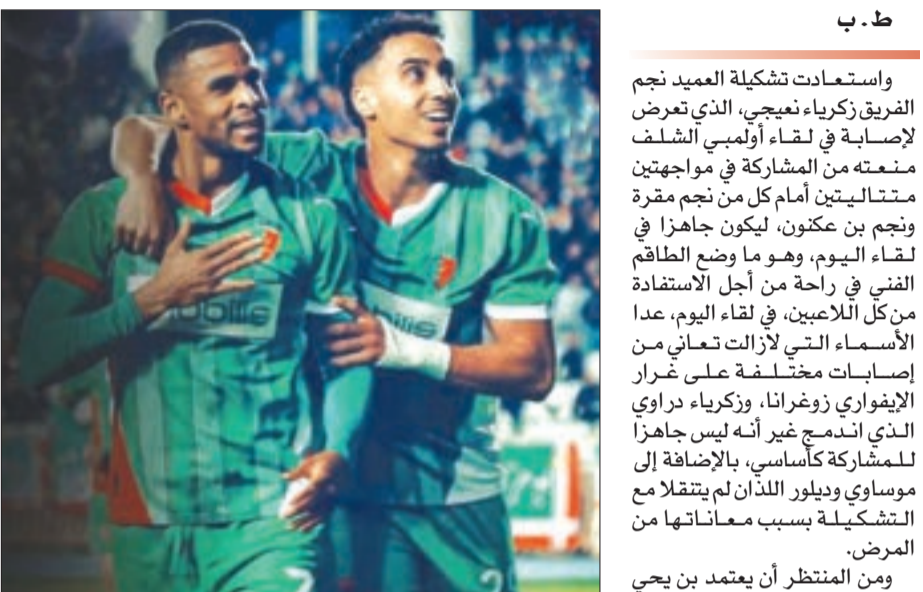 ط.ب
واستعادت تشكيلة العميد نجم
الفريق زكرياء نعيجي، الذي تعرض
لإصابة في لقاء أولمبي الشلف
منعته من المشاركة في مواجهتين
متتاليتين أمام كل من نجم مقرة
ونجم بن عكنون، ليكون جاهزا في
لقاء اليوم، وهو ما وضع الطاقم
الفني في راحة من أجل الاستفادة
من كل اللاعبين، في لقاء اليوم، عدا
الأسماء التي لازالت تعاني من
إصابات مختلفة على غرار
الإيفواري زوغرانا، وزكرياء دراوي
الذي اندمج غير أنه ليس جاهزا
للمشاركة كأساسي، بالإضافة إلى
موساوي وديلور اللذان لم يتنقلا مع
التشكيلة بسبب معاناتها من
المرض.
ومن المنتظر أن يعتمد بن يحي
mobilis
bilis